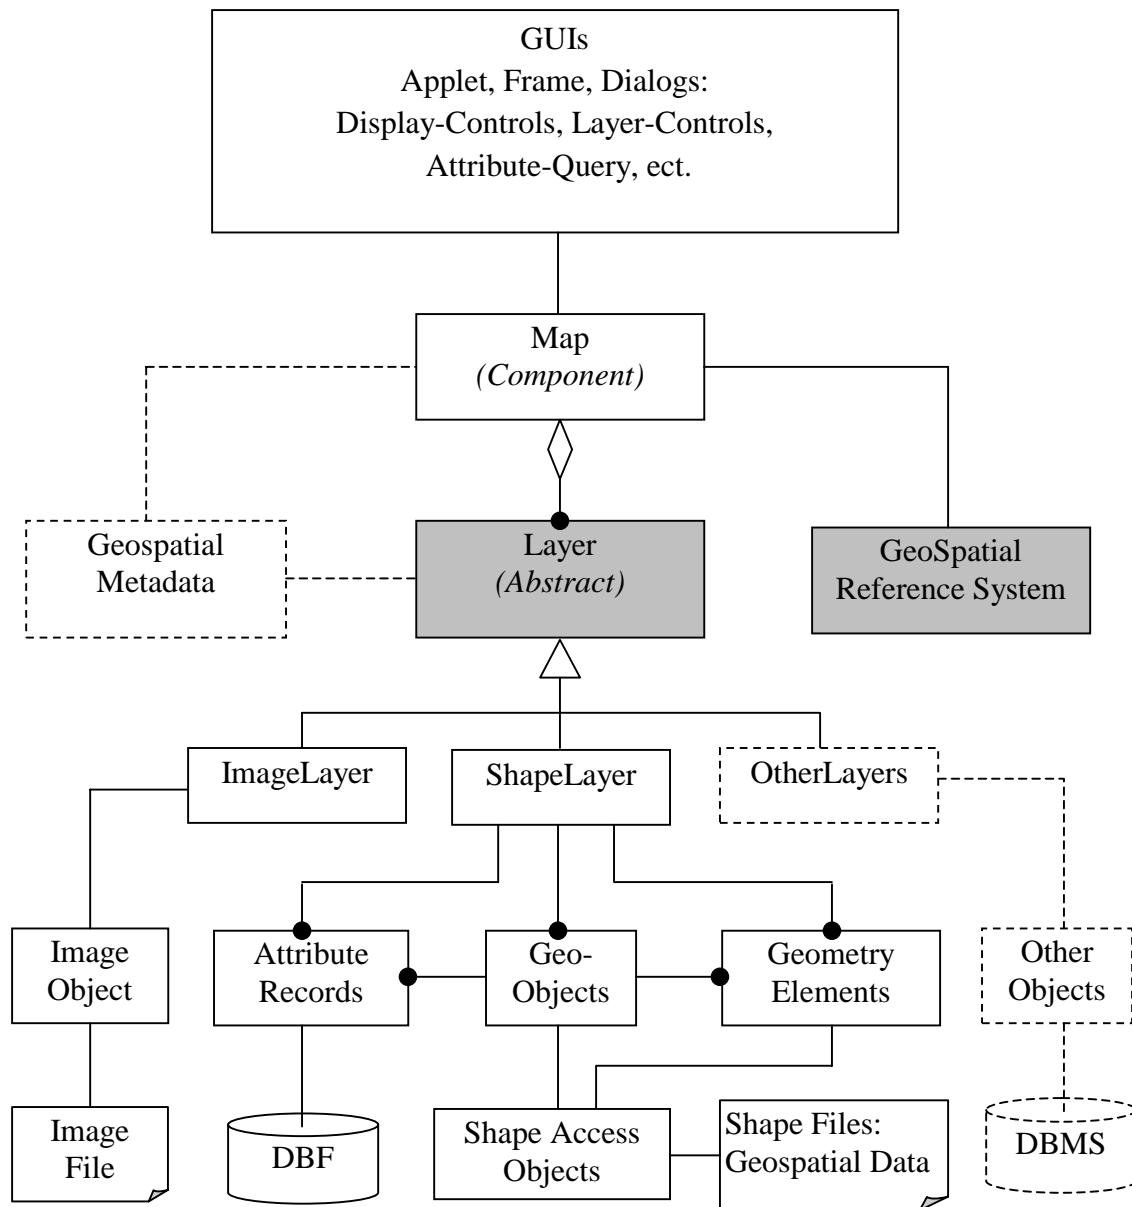 GUIs
Applet, Frame, Dialogs:
Display-Controls, Layer-Controls,
Attribute-Query, ect.
Map
(Component)
Geospatial
Metadata
Layer
(Abstract)
GeoSpatial
Reference System
ImageLayer
ShapeLayer
OtherLayers
Image
Object
Attribute
Records
Geo-
Objects
Geometry
Elements
Other
Objects
Image
File
DBF
Shape Access
Objects
Shape Files:
Geospatial Data
DBMS